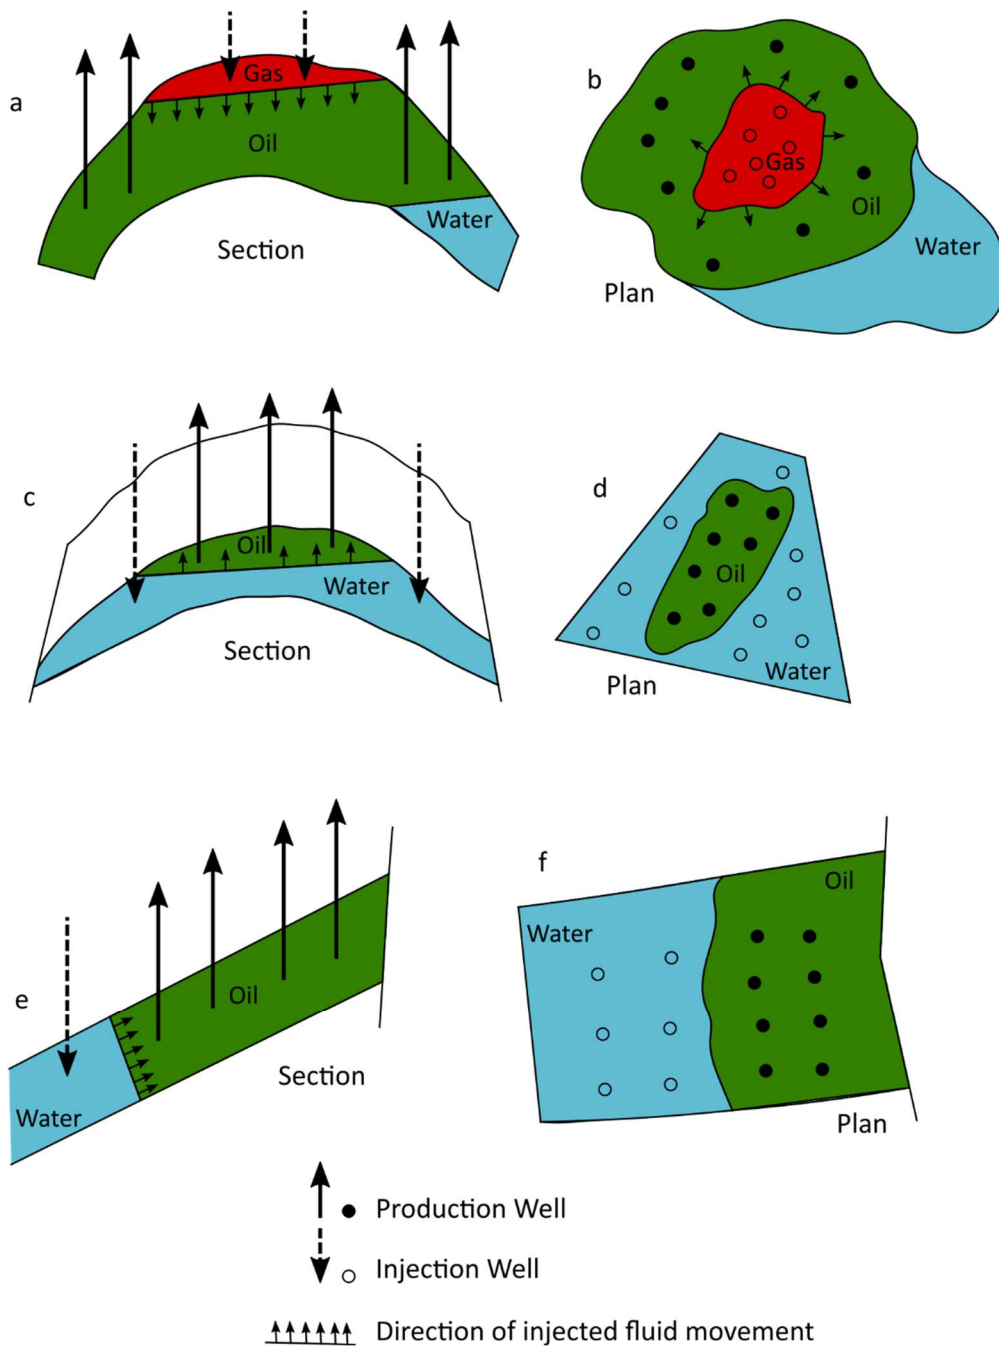 a
Gas
Oil
Water
Section
b
Gas
Oil
Water
Plan
c
Oil
Water
Section
d
Oil
Water
Plan
e
Oil
Water
Section
f
Oil
Water
Plan
Production Well
Injection Well
Direction of injected fluid movement